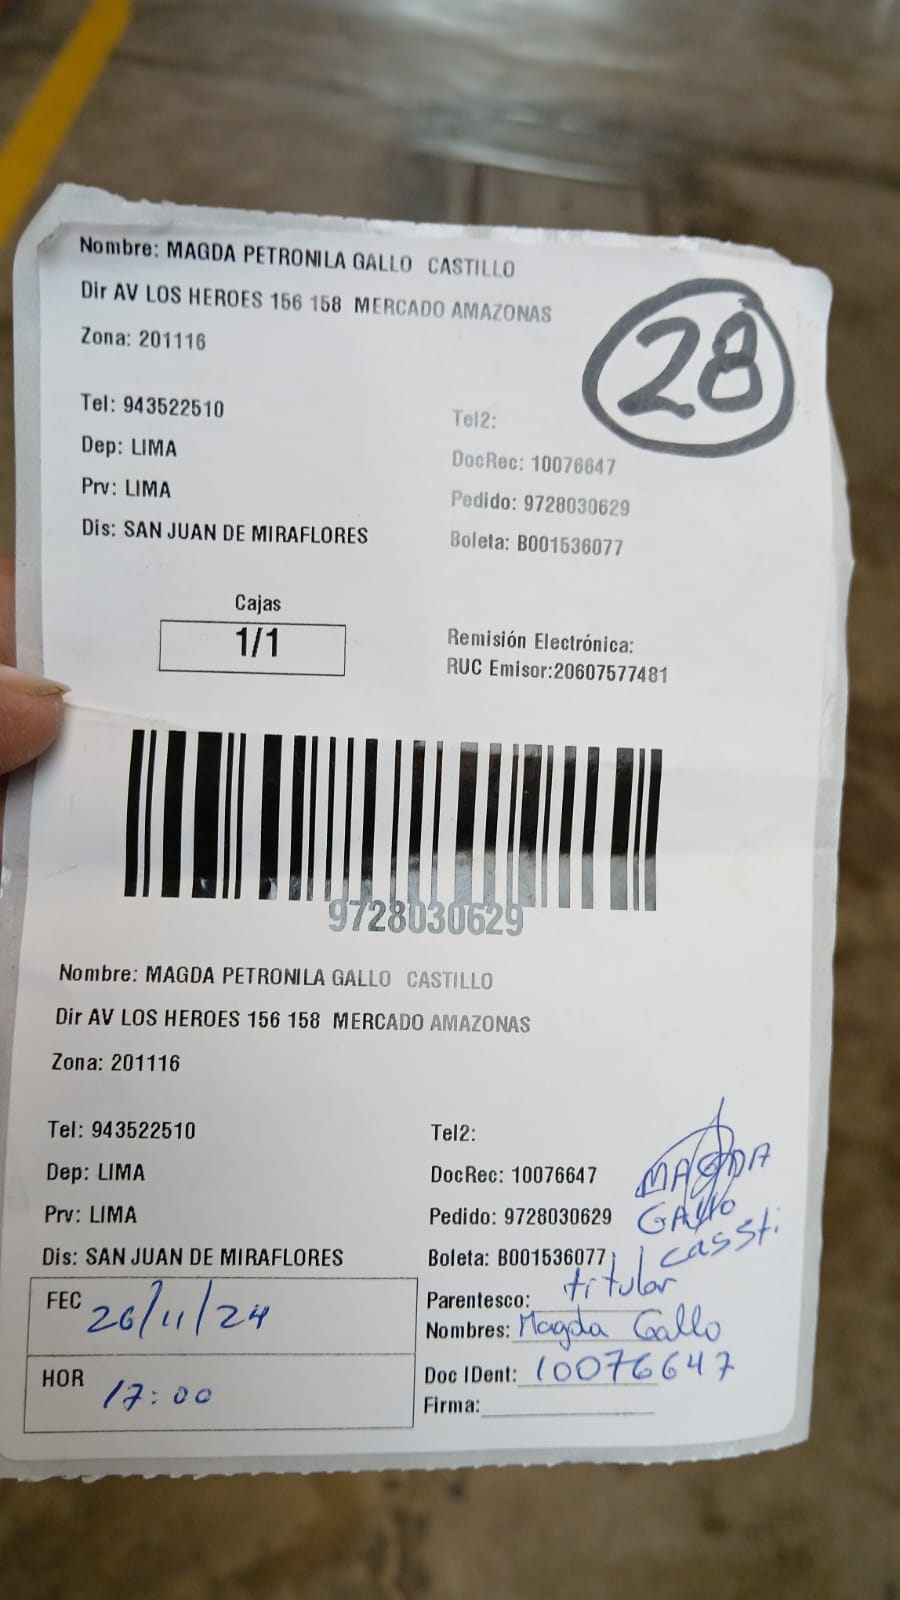 Nombre: MAGDA PETRONILA GALLO CASTILLO
Dir AV LOS HEROES 156 158 MERCADO AMAZONAS
Zona: 201116
28
Tel: 943522510
Tel2:
Dep: LIMA
DocRec: 10076647
Prv: LIMA
Pedido: 9728030629
Dis: SAN JUAN DE MIRAFLORES
Boleta: B001536077
Cajas
1/1
Remisión Electrónica:
RUC Emisor:20607577481
9728030629
Nombre: MAGDA PETRONILA GALLO CASTILLO
Dir AV LOS HEROES 156 158 MERCADO AMAZONAS
Zona: 201116
Tel: 943522510
Tel2:
Dep: LIMA
DocRec: 10076647
Prv: LIMA
Pedido: 9728030629
Dis: SAN JUAN DE MIRAFLORES
Boleta: B001536077
MAGDA
GALLO
cassti
FEC 26/11/24
Parentesco: titular
Nombres: Magda Gallo
HOR 17:00
Doc IDent: 10076647
Firma: